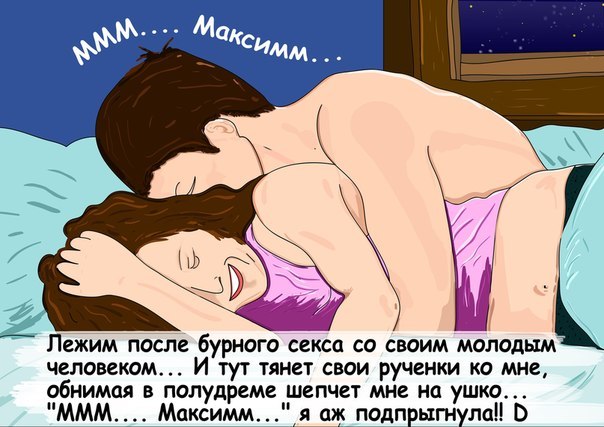 МММ.... Максимм...
Лежим после бурного секса со своим молодым
человеком... И тут тянет свои рученки ко мне,
обнимая в полудреме шепчет мне на ушко...
"МММ.... Максимм..." я аж подпрыгнула!! D